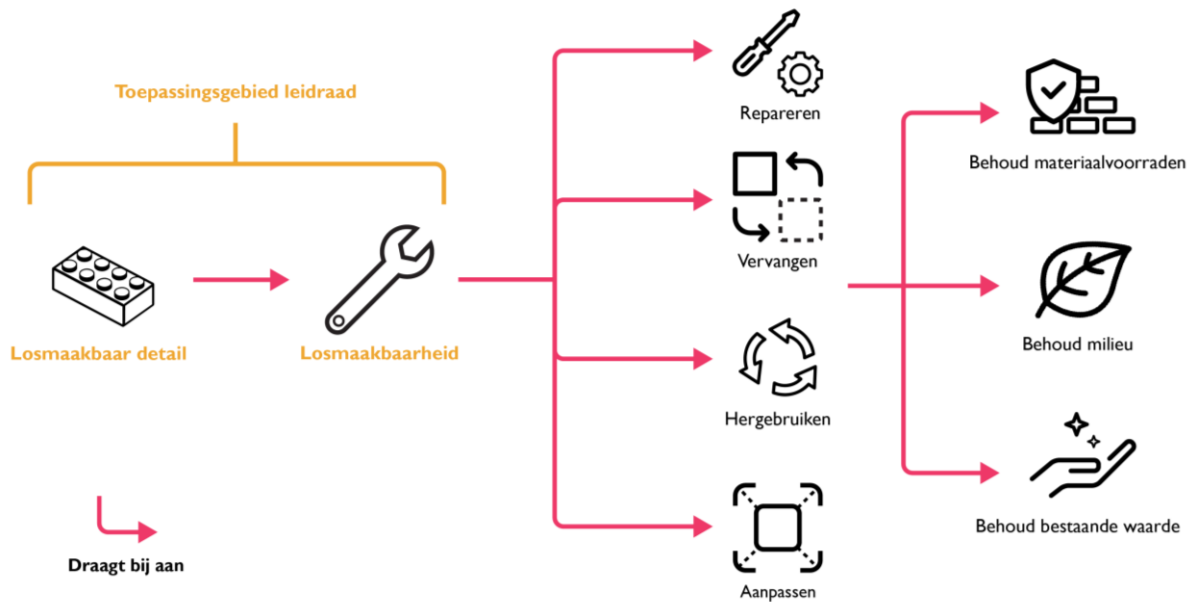 Toepassingsgebied leidraad
Losmaakbaar detail
Losmaakbaarheid
Draagt bij aan
Repareren
Vervangen
Hergebruiken
Aanpassen
Behoud materiaalvoorraden
Behoud milieu
Behoud bestaande waarde